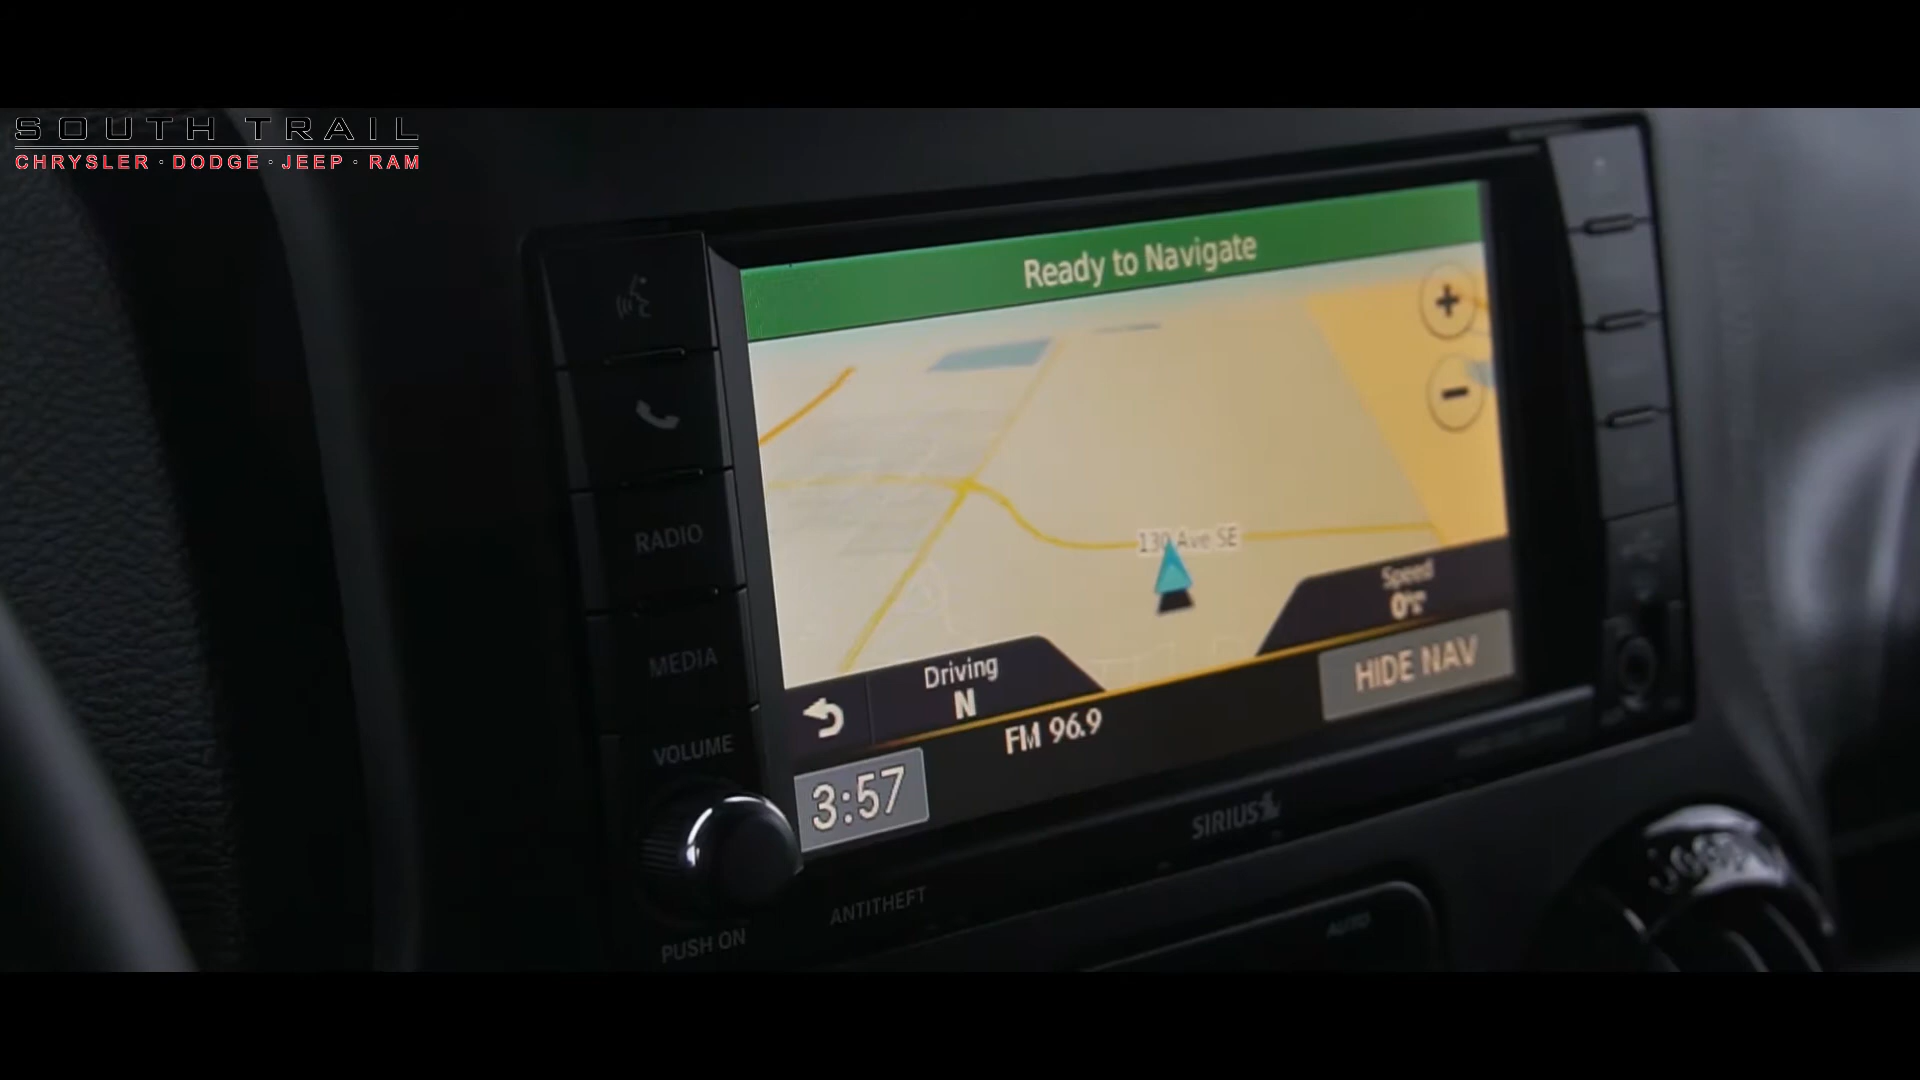 SOUTH TRAIL
CHRYSLER · DODGE · JEEP · RAM
Ready to Navigate
+
-
130 Ave SE
RADIO
MEDIA
VOLUME
PUSH ON
Driving
N
Speed
0
HIDE NAV
FM 96.9
3:57
SIRIUS
ANTITHEFT
AUTO